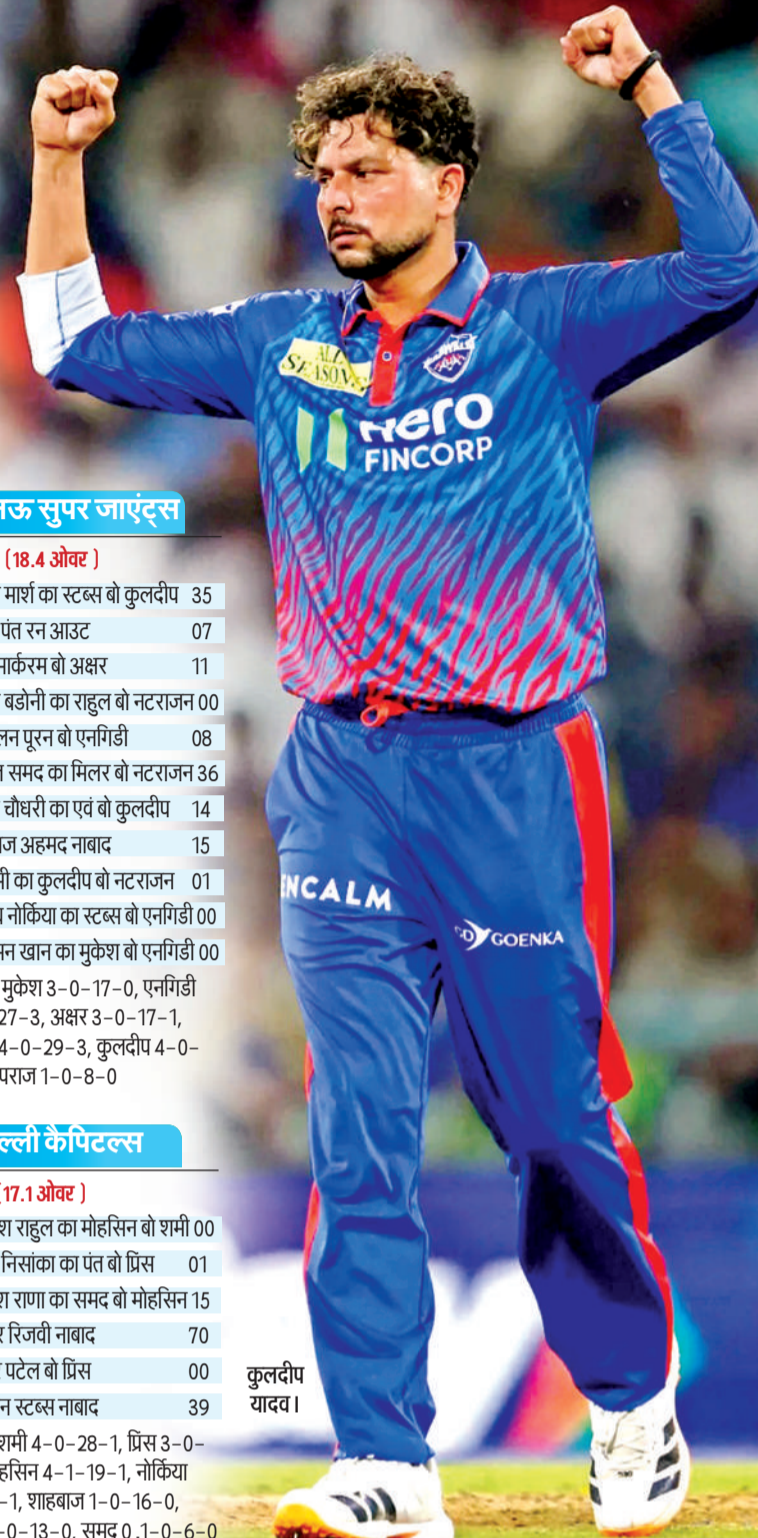 ALL
SEASONS
Hero
FINCORP
सुपर जाएंट्स
(18.4 ओवर)
मार्श का स्टब्स बो कुलदीप 35
पंत रन आउट 07
मार्करम बो अक्षर 11
बडोनी का राहुल बो नटराजन 00
पूरन बो एनगिडी 08
समद का मिलर बो नटराजन 36
चौधरी का एवं बो कुलदीप 14
अहमद नाबाद 15
का कुलदीप बो नटराजन 01
नोर्किया का स्टब्स बो एनगिडी 00
खान का मुकेश बो एनगिडी 00
मुकेश 3-0-17-0, एनगिडी
27-3, अक्षर 3-0-17-1,
4-0-29-3, कुलदीप 4-0-
1-0-8-0
ENCALM
GD GOENKA
कैपिटल्स
(17.1 ओवर)
राहुल का मोहसिन बो शमी 00
निसांका का पंत बो प्रिंस 01
राणा का समद बो मोहसिन 15
रिजवी नाबाद 70
पटेल बो प्रिंस 00
स्टब्स नाबाद 39
शमी 4-0-28-1, प्रिंस 3-0-
4-1-19-1, नोर्किया
-1, शाहबाज 1-0-16-0,
-0-13-0, समद 0.1-0-6-0
कुलदीप
यादव।